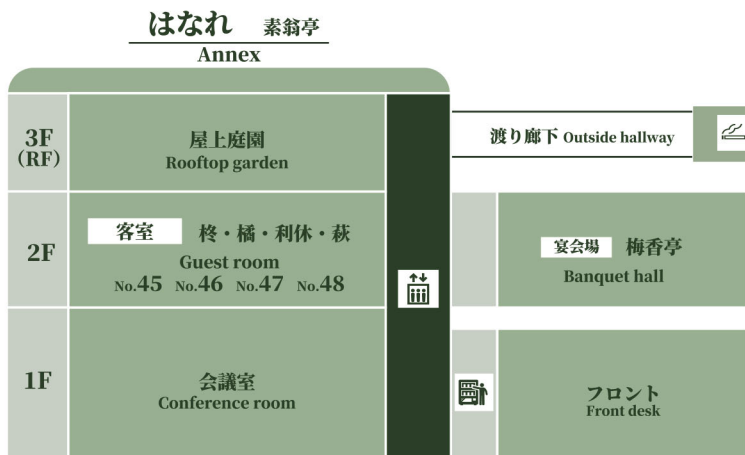 はなれ 素翁亭
Annex
3F
(RF)
屋上庭園
Rooftop garden
渡り廊下 Outside hallway
2F
客室 柊・橘・利休・萩
Guest room
No.45 No.46 No.47 No.48
宴会場 梅香亭
Banquet hall
1F
会議室
Conference room
フロント
Front desk